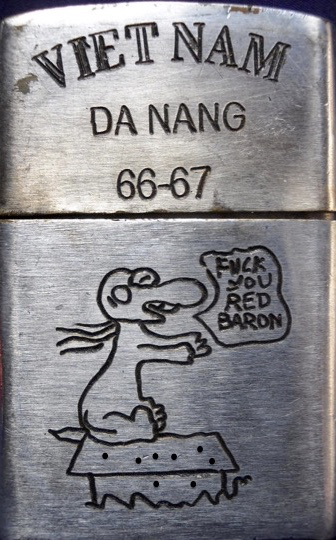 VIET NAM
DA NANG
66-67
FUCK
YOU
RED
BARON